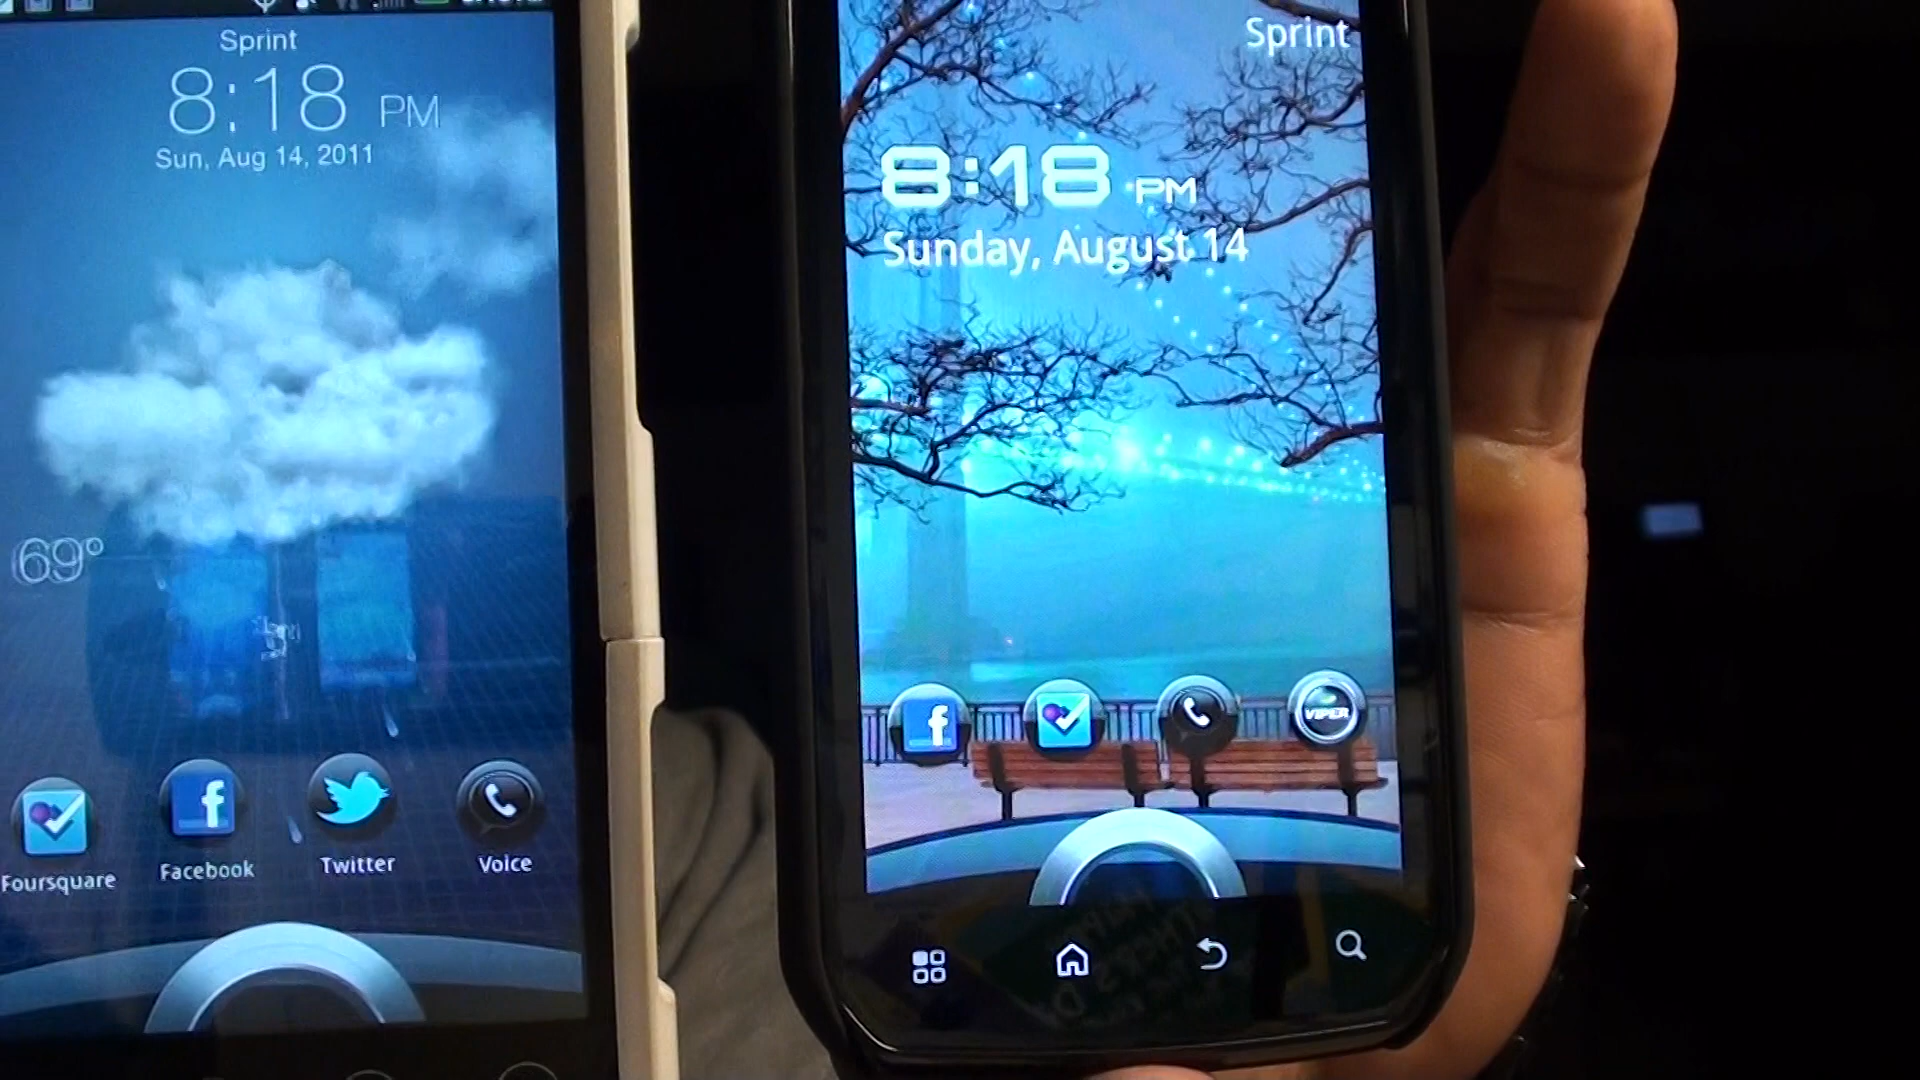 Sprint
8:18 PM
Sun, Aug 14, 2011
69°
Foursquare
Facebook
Twitter
Voice
Sprint
8:18 PM
Sunday, August 14
VIPER